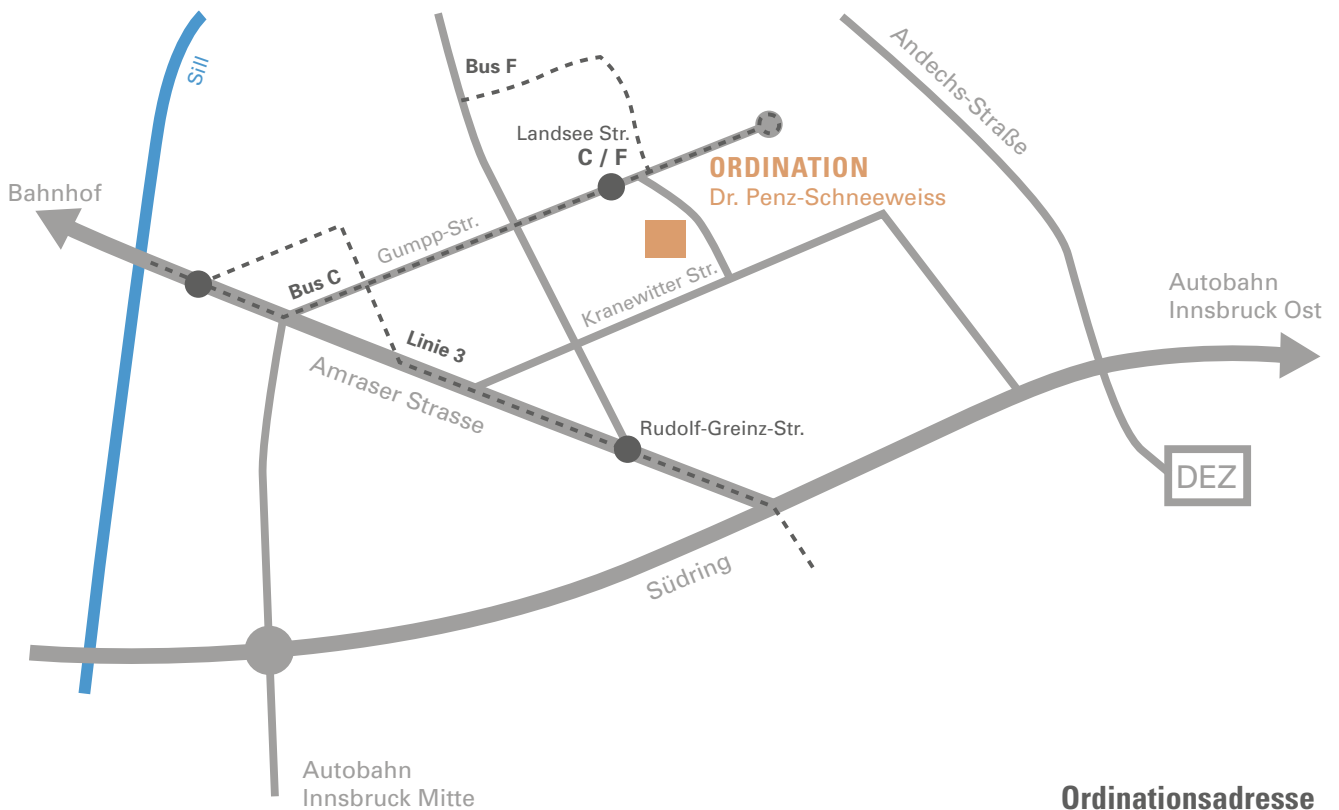 Sill
Bus F
Andechs-Straße
Landsee Str.
C / F
ORDINATION
Dr. Penz-Schneeweiss
Bahnhof
Gumpp-Str.
Bus C
Kranewitter Str.
Autobahn
Innsbruck Ost
Linie 3
Amraser Strasse
Rudolf-Greinz-Str.
DEZ
Südring
Autobahn
Innsbruck Mitte
Ordinationsadresse